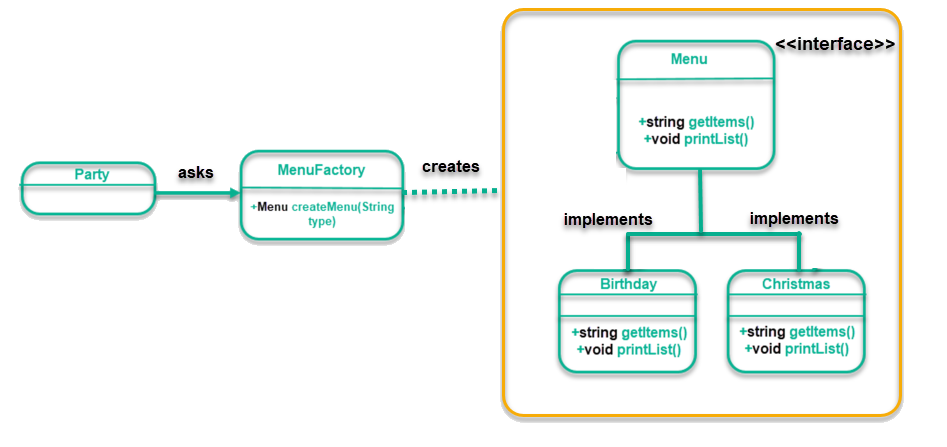 <<interface>>
Menu
+string getItems()
+void printList()
creates
asks
Party
MenuFactory
+Menu createMenu(String
type)
implements
implements
Birthday
+string getItems()
+void printList()
Christmas
+string getItems()
+void printList()